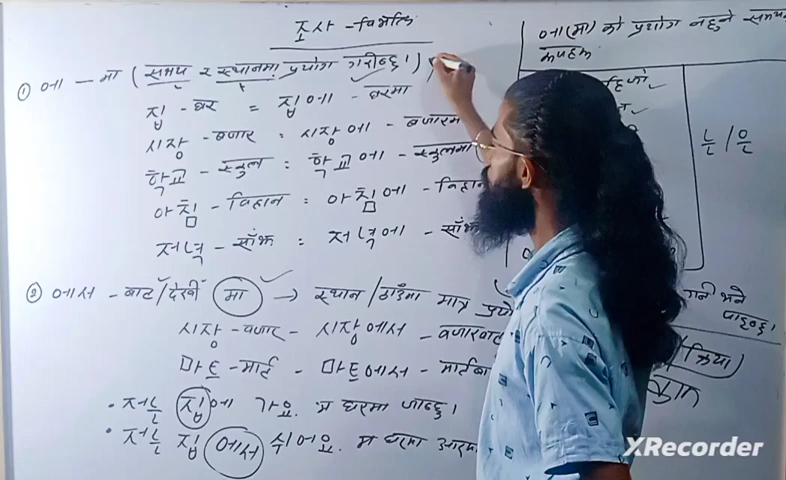 조사 - विभक्ति
① 에 - मा ( समय र स्थानमा प्रयोग गरिन्छ। )
집 - घर = 집에 - घरमा
시장 - बजार : 시장에 - बजारम
학교 - स्कुल = 학교에 - स्कुलमा
아침 - विहान : 아침에 - विहान
저녁 - साँझ : 저녁에 - साँझ
② 에서 - बाट/देखी मा → स्थान/ठाउँमा मात्र प्रयो
시장 - बजार - 시장에서 - बजारबाट
마트 - मार्ट - 마트에서 - मार्टबा
• 저는 집에 가요. म घरमा जान्छु।
• 저는 집에서 쉬어요. म घरमा आराम
에(मा) को प्रयोग नहुने समय
는/은
पाइन्छ।
क्रिया)
XRecorder